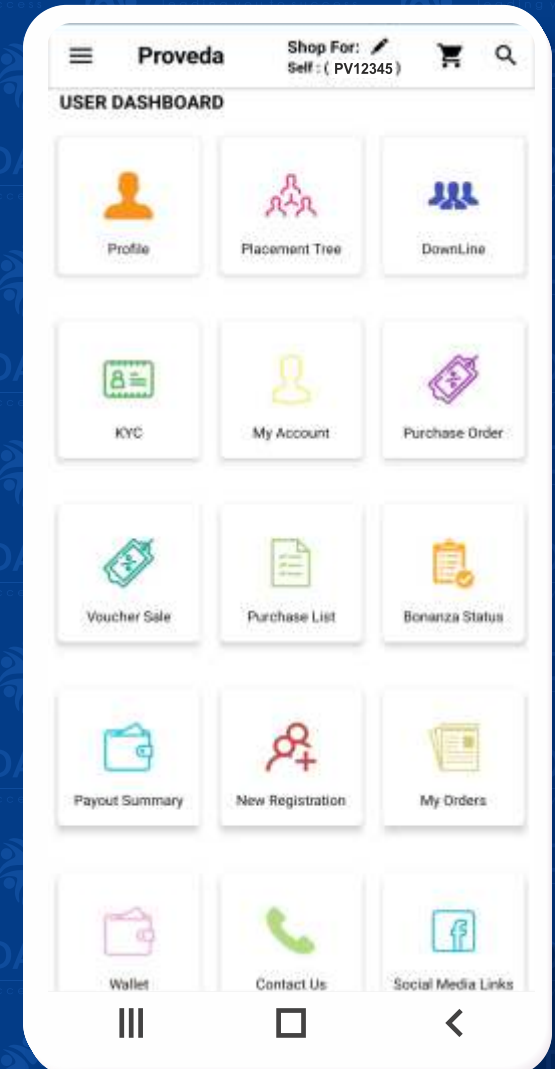 Proveda
Shop For:
Self : ( PV12345 )
USER DASHBOARD
Profile
Placement Tree
DownLine
KYC
My Account
Purchase Order
Voucher Sale
Purchase List
Bonanza Status
Payout Summary
New Registration
My Orders
Wallet
Contact Us
Social Media Links